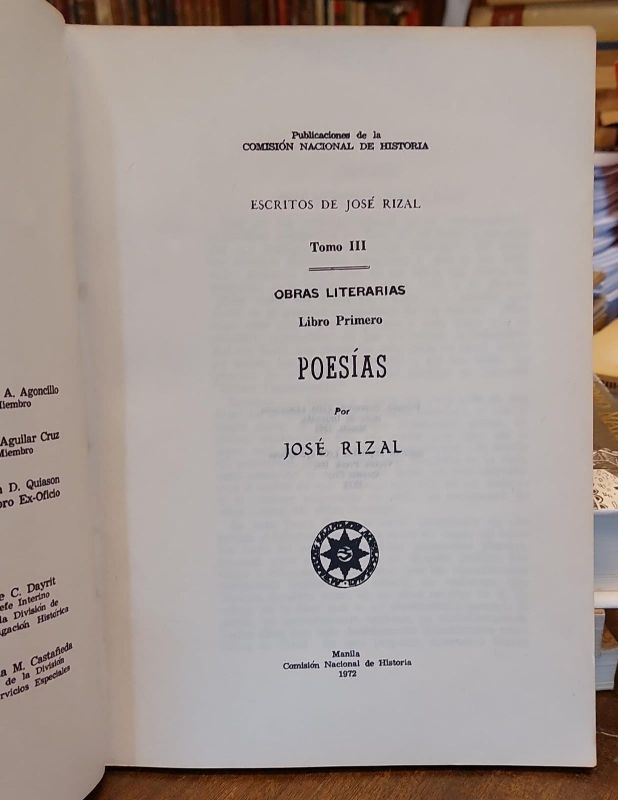 A. Agoncillo
Miembro
Aguilar Cruz
Miembro
D. Quiason
Ex-Oficio
C. Dayrit
Interino
la División de
Histórica
M. Castañeda
de la División
Especiales
Publicaciones de la
COMISIÓN NACIONAL DE HISTORIA
ESCRITOS DE JOSÉ RIZAL
Tomo III
OBRAS LITERARIAS
Libro Primero
POESÍAS
Por
JOSÉ RIZAL
Manila
Comisión Nacional de Historia
1972